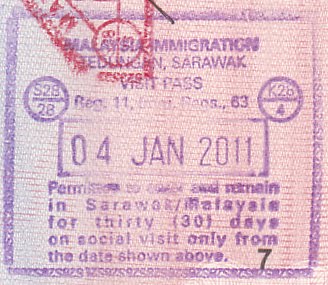 MALAYSIA IMMIGRATION
TEDUNGAN, SARAWAK
VISIT PASS
S28
28
Reg. 11, Imm. Regs., 63
K28
4
04 JAN 2011
Permitted to enter and remain
in Sarawak/Malaysia
for thirty (30) days
on social visit only from
the date shown above.
7